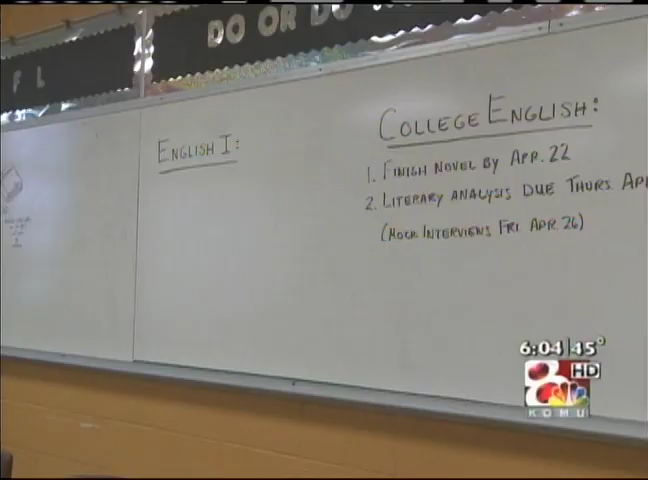 F L
DO OR DO
ENGLISH I:
COLLEGE ENGLISH:
1. FINISH NOVEL BY APR. 22
2. LITERARY ANALYSIS DUE THURS. AP
(MOCK INTERVIEWS FRI APR. 26)
6:04 45°
8 HD
KOMU